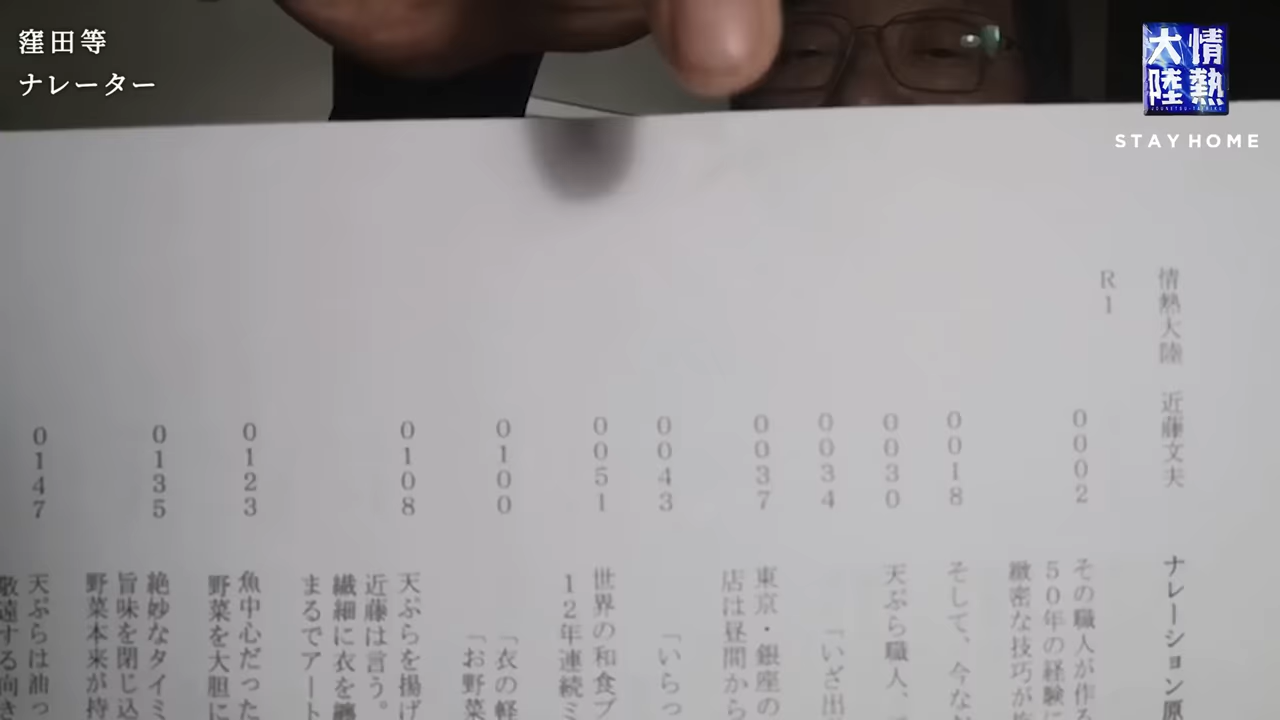 窪田等
ナレーター
情熱
大陸
JOUNETSU-TAIRIKU
STAY HOME
情熱大陸 近藤文夫 ナレーション原
R1
0002 その職人が作る
50年の経験に
緻密な技巧が
0018 そして、今な
0030 天ぷら職人、
0034 「いざ出
0037 東京・銀座の
店は昼間から
0043 「いらっ
0051 世界の和食ブ
12年連続ミ
0100 「衣の軽
「お野菜
0108 天ぷらを揚げ
近藤は言う。
繊細に衣を纏
まるでアート
0123 魚中心だった
野菜を大胆に
0135 絶妙なタイミ
旨味を閉じ込
野菜本来が持
0147 天ぷらは油っ
敬遠する向き